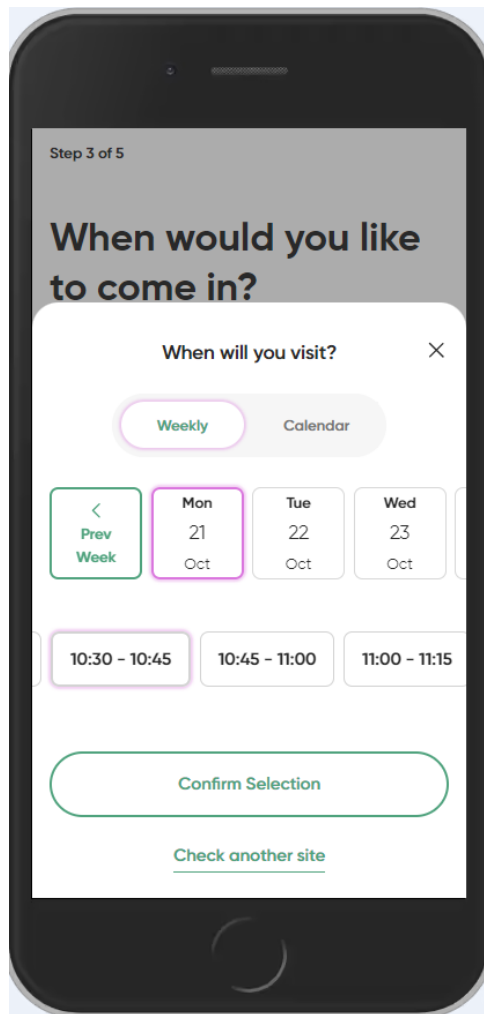 Step 3 of 5
When would you like
to come in?
When will you visit?
Weekly Calendar
Prev
Week
Mon
21
Oct
Tue
22
Oct
Wed
23
Oct
10:30 - 10:45 10:45 - 11:00 11:00 - 11:15
Confirm Selection
Check another site